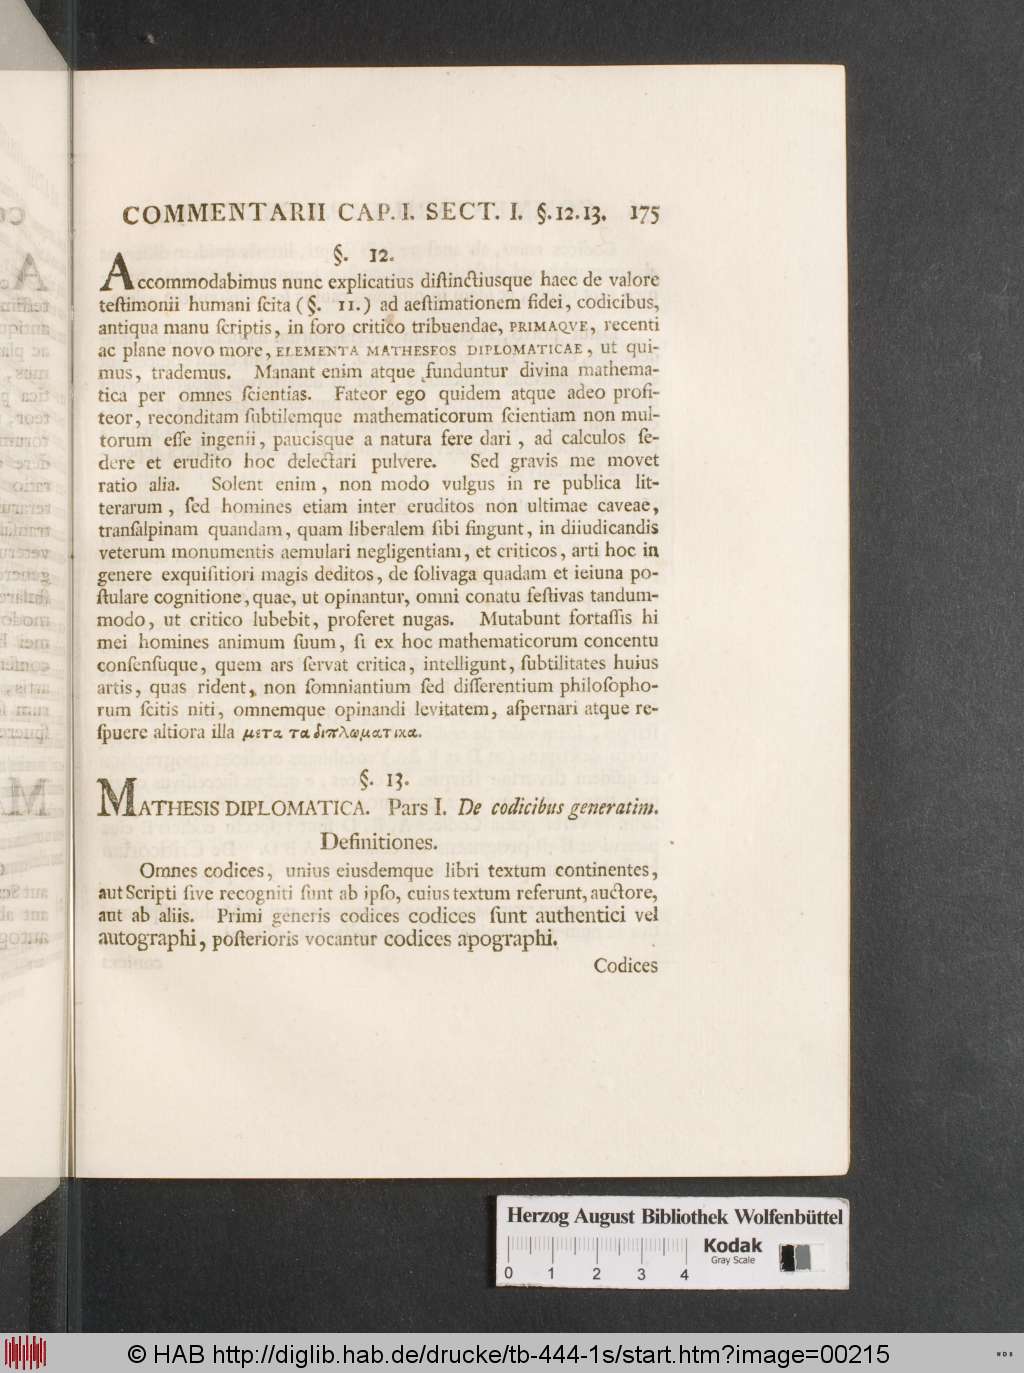 COMMENTARII CAP. I. SECT. I. §. 12. 13. 175
§. 12.
Accommodabimus nunc explicatius diſtinctiusque haec de valore
teſtimonii humani ſcita (§. 11.) ad aeſtimationem fidei, codicibus,
antiqua manu ſcriptis, in foro critico tribuendae, PRIMAQVE, recenti
ac plane novo more, ELEMENTA MATHESEOS DIPLOMATICAE, ut qui-
mus, trademus. Manant enim atque funduntur divina mathema-
tica per omnes ſcientias. Fateor ego quidem atque adeo profi-
teor, reconditam ſubtilemque mathematicorum ſcientiam non mul-
torum eſſe ingenii, paucisque a natura fere dari, ad calculos ſe-
dere et erudito hoc delectari pulvere. Sed gravis me movet
ratio alia. Solent enim, non modo vulgus in re publica lit-
terarum, ſed homines etiam inter eruditos non ultimae caveae,
tranſalpinam quandam, quam liberalem ſibi fingunt, in diiudicandis
veterum monumentis aemulari negligentiam, et criticos, arti hoc in
genere exquiſitiori magis deditos, de ſolivaga quadam et ieiuna po-
ſtulare cognitione, quae, ut opinantur, omni conatu feſtivas tandum-
modo, ut critico lubebit, proferet nugas. Mutabunt fortaſſis hi
mei homines animum ſuum, ſi ex hoc mathematicorum concentu
conſenſuque, quem ars ſervat critica, intelligunt, ſubtilitates huius
artis, quas rident, non ſomniantium ſed diſſerentium philoſopho-
rum ſcitis niti, omnemque opinandi levitatem, aſpernari atque re-
ſpuere altiora illa μετα τα διπλωματικα.
§. 13.
MATHESIS DIPLOMATICA. Pars I. De codicibus generatim.
Definitiones.
Omnes codices, unius eiusdemque libri textum continentes,
aut Scripti ſive recogniti ſunt ab ipſo, cuius textum referunt, auctore,
aut ab aliis. Primi generis codices codices ſunt authentici vel
autographi, poſterioris vocantur codices apographi.
Codices
Herzog August Bibliothek Wolfenbüttel
Kodak
Gray Scale
0 1 2 3 4
© HAB http://diglib.hab.de/drucke/tb-444-1s/start.htm?image=00215